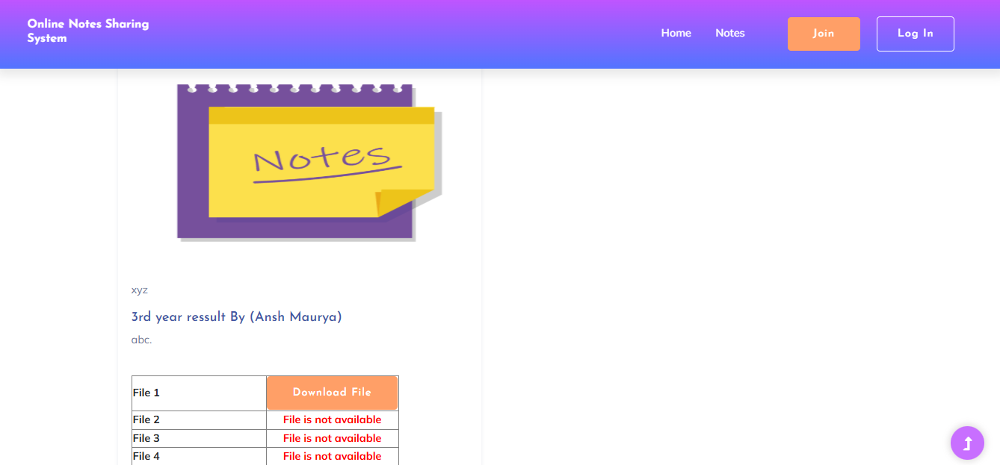 Online Notes Sharing
System
Home Notes Join Log In
Notes
xyz
3rd year ressult By (Ansh Maurya)
abc.
File 1 Download File
File 2 File is not available
File 3 File is not available
File 4 File is not available